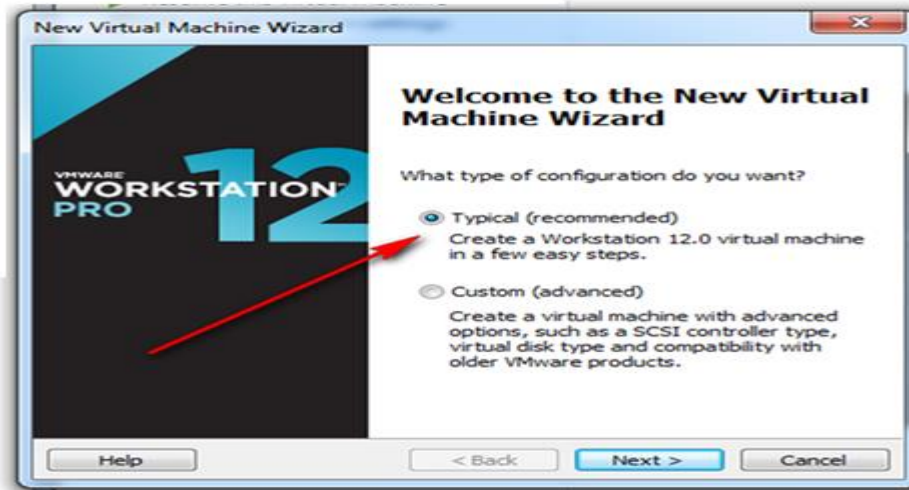 New Virtual Machine Wizard
VMWARE
WORKSTATION
PRO
12
Welcome to the New Virtual
Machine Wizard
What type of configuration do you want?
Typical (recommended)
Create a Workstation 12.0 virtual machine
in a few easy steps.
Custom (advanced)
Create a virtual machine with advanced
options, such as a SCSI controller type,
virtual disk type and compatibility with
older VMware products.
Help
< Back
Next >
Cancel